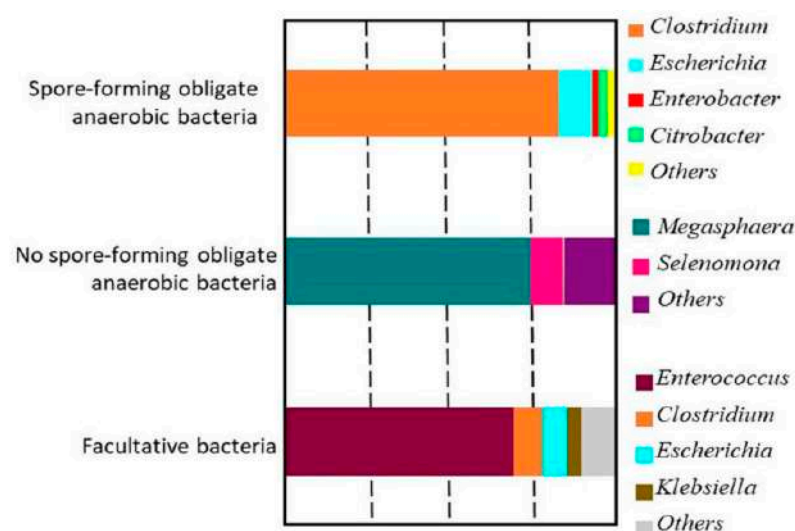 Spore-forming obligate
anaerobic bacteria
No spore-forming obligate
anaerobic bacteria
Facultative bacteria
Clostridium
Escherichia
Enterobacter
Citrobacter
Others
Megasphaera
Selenomona
Others
Enterococcus
Clostridium
Escherichia
Klebsiella
Others